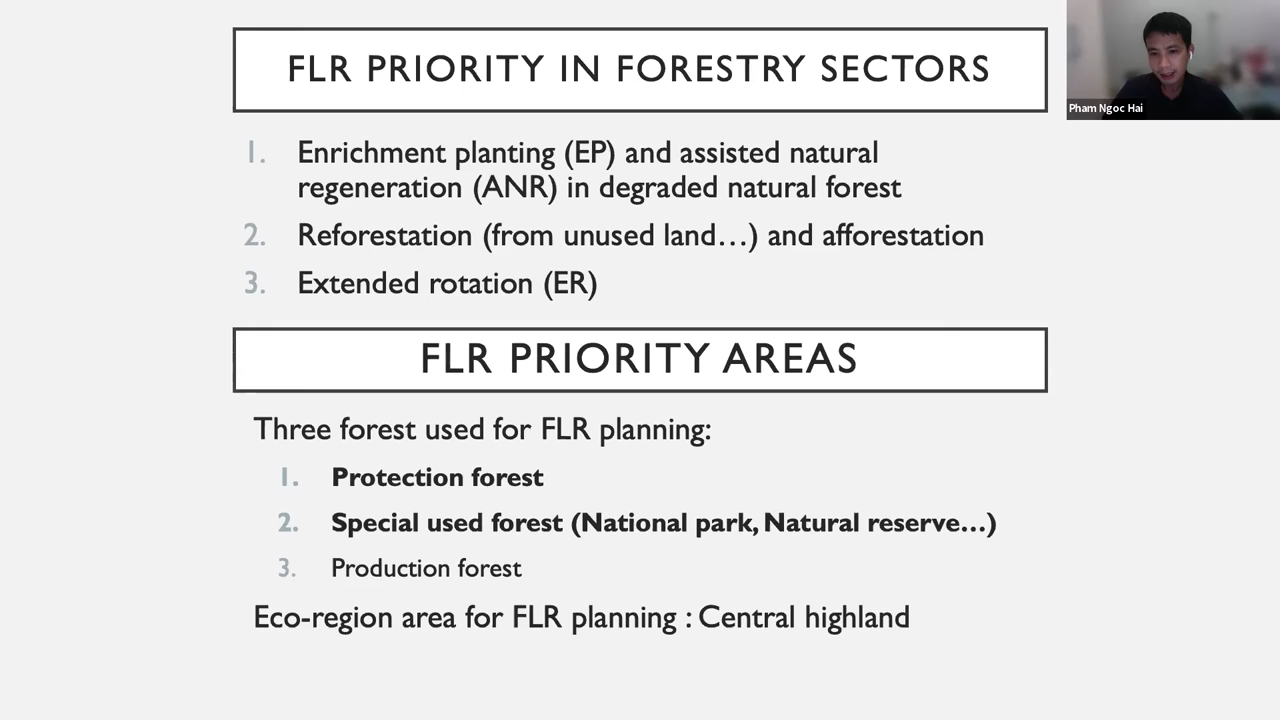 FLR PRIORITY IN FORESTRY SECTORS
Pham Ngoc Hai
1. Enrichment planting (EP) and assisted natural
regeneration (ANR) in degraded natural forest
2. Reforestation (from unused land…) and afforestation
3. Extended rotation (ER)
FLR PRIORITY AREAS
Three forest used for FLR planning:
1. Protection forest
2. Special used forest (National park, Natural reserve…)
3. Production forest
Eco-region area for FLR planning : Central highland